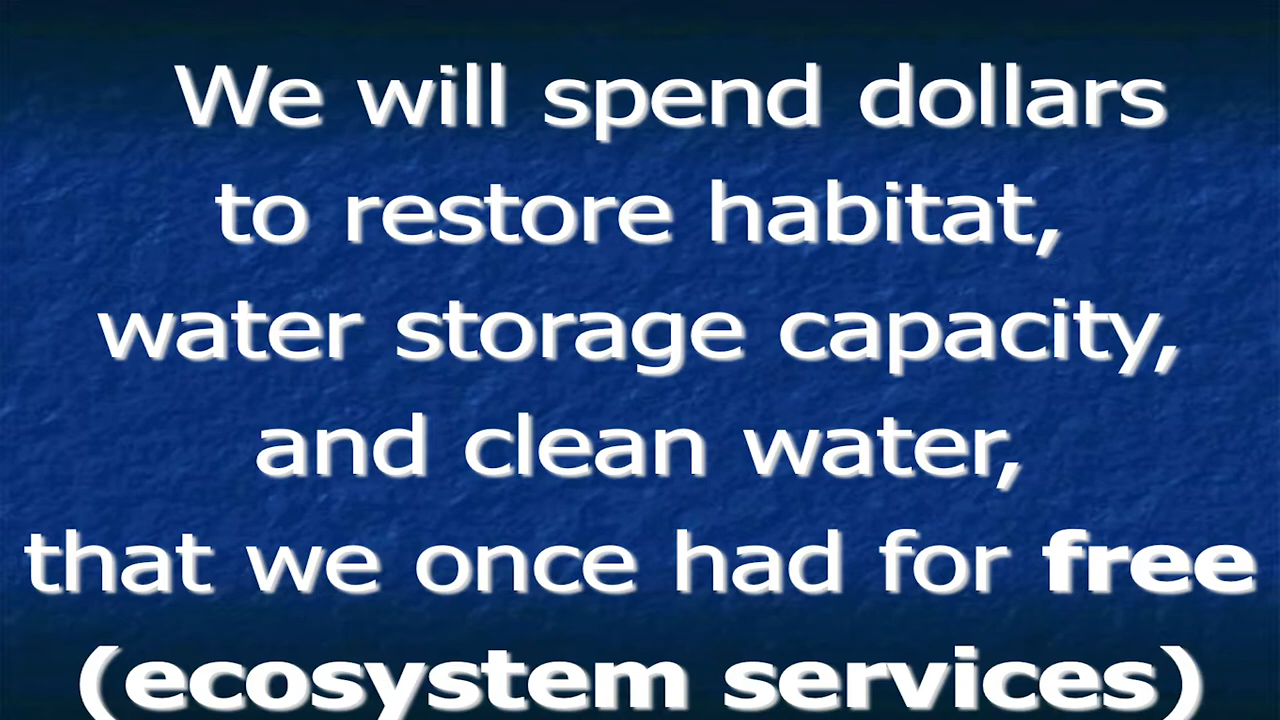 We will spend dollars
to restore habitat,
water storage capacity,
and clean water,
that we once had for free
(ecosystem services)